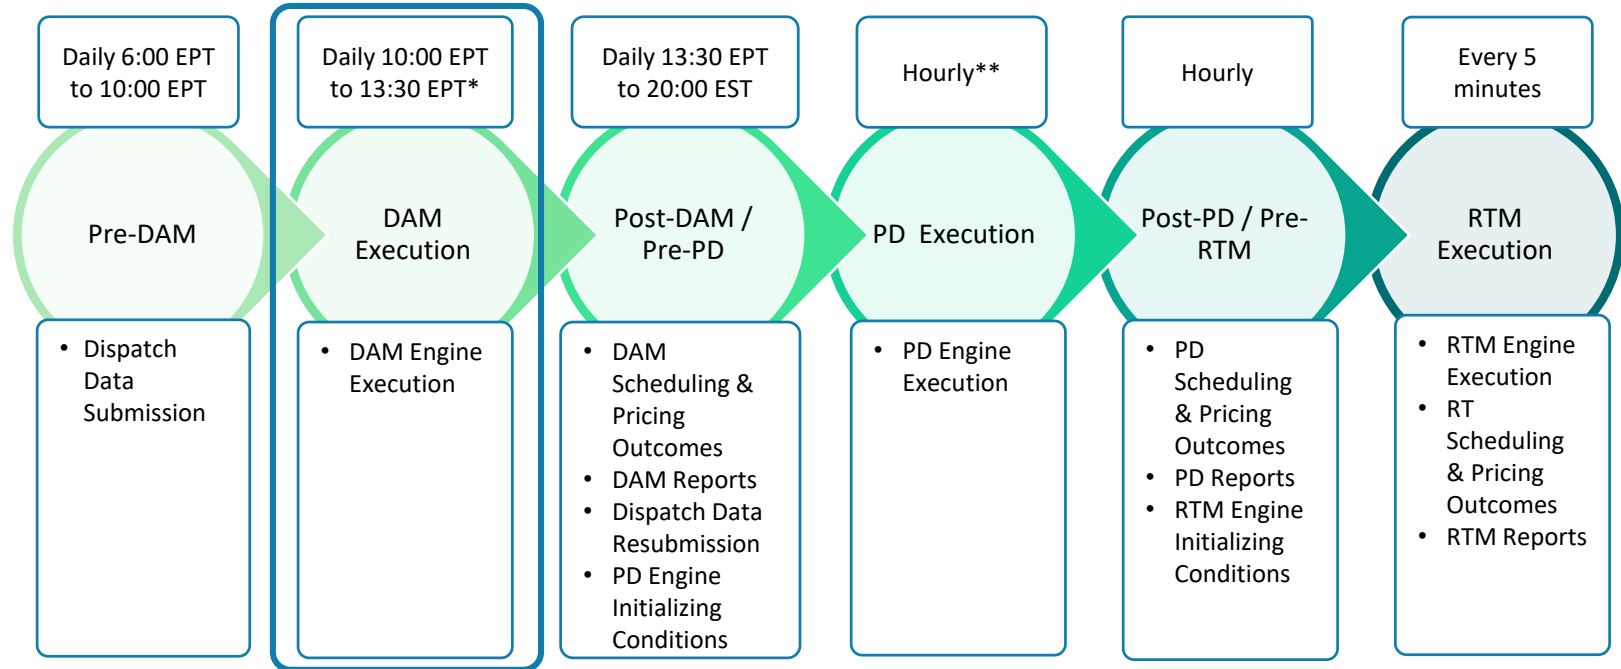 Daily 6:00 EPT
to 10:00 EPT
Daily 10:00 EPT
to 13:30 EPT*
Daily 13:30 EPT
to 20:00 EST
Hourly**
Hourly
Every 5
minutes
Pre-DAM
DAM
Execution
Post-DAM /
Pre-PD
PD Execution
Post-PD / Pre-
RTM
RTM
Execution
• Dispatch
Data
Submission
• DAM Engine
Execution
• DAM
Scheduling &
Pricing
Outcomes
• DAM Reports
• Dispatch Data
Resubmission
• PD Engine
Initializing
Conditions
• PD Engine
Execution
• PD
Scheduling
& Pricing
Outcomes
• PD Reports
• RTM Engine
Initializing
Conditions
• RTM Engine
Execution
• RT
Scheduling
& Pricing
Outcomes
• RTM Reports